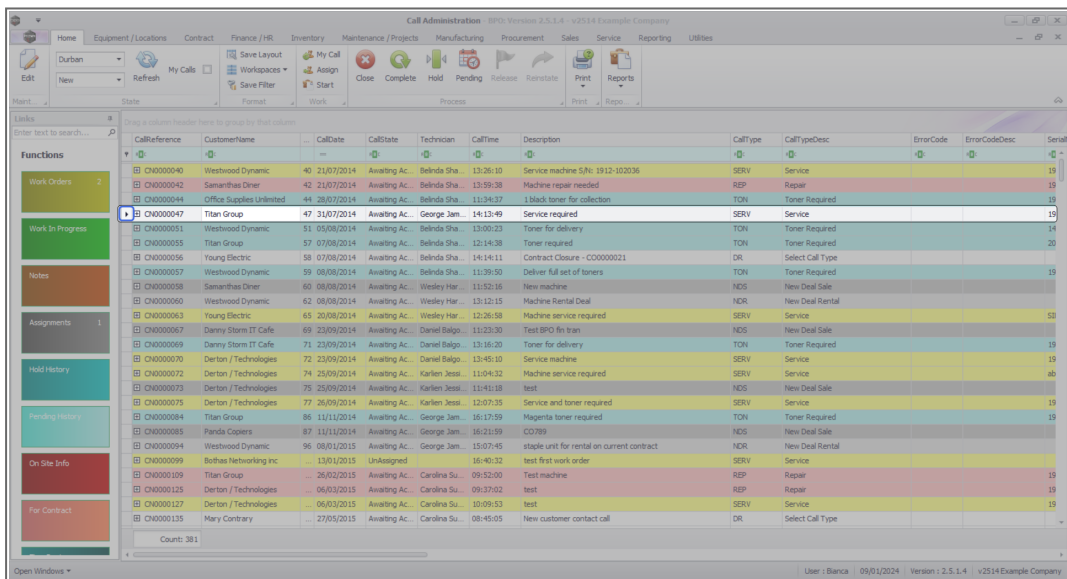 Call Administration - BPO: Version 2.5.1.4 - v2514 Example Company
Home Equipment / Locations Contract Finance / HR Inventory Maintenance / Projects Manufacturing Procurement Sales Service Reporting Utilities
Edit Durban New Refresh My Calls Save Layout Workspaces Save Filter My Call Assign Start Close Complete Hold Pending Release Reinstate Print Reports
Maint... State Format Work Process Print Repo...
Links
Enter text to search...
Drag a column header here to group by that column
Functions
Work Orders 2
Work In Progress
Notes
Assignments 1
Hold History
Pending History
On Site Info
For Contract
CallReference CustomerName ... CallDate CallState Technician CallTime Description CallType CallTypeDesc ErrorCode ErrorCodeDesc Serial
CN0000040 Westwood Dynamic 40 21/07/2014 Awaiting Ac... Belinda Sha... 13:26:10 Service machine S/N: 1912-102036 SERV Service 19
CN0000042 Samanthas Diner 42 21/07/2014 Awaiting Ac... Belinda Sha... 13:59:38 Machine repair needed REP Repair 19
CN0000044 Office Supplies Unlimited 44 28/07/2014 Awaiting Ac... Belinda Sha... 11:34:37 1 black toner for collection TON Toner Required 19
CN0000047 Titan Group 47 31/07/2014 Awaiting Ac... George Jam... 14:13:49 Service required SERV Service 19
CN0000051 Westwood Dynamic 51 05/08/2014 Awaiting Ac... Belinda Sha... 13:00:23 Toner for delivery TON Toner Required 14
CN0000055 Titan Group 57 07/08/2014 Awaiting Ac... Belinda Sha... 12:14:38 Toner required TON Toner Required 20
CN0000056 Young Electric 58 07/08/2014 Awaiting Ac... Belinda Sha... 14:14:11 Contract Closure - CO0000021 DR Select Call Type
CN0000057 Westwood Dynamic 59 08/08/2014 Awaiting Ac... Belinda Sha... 11:39:50 Deliver full set of toners TON Toner Required 19
CN0000058 Samanthas Diner 60 08/08/2014 Awaiting Ac... Wesley Har... 11:52:16 New machine NDS New Deal Sale
CN0000060 Westwood Dynamic 62 08/08/2014 Awaiting Ac... Wesley Har... 13:12:15 Machine Rental Deal NDR New Deal Rental
CN0000063 Young Electric 65 20/08/2014 Awaiting Ac... Wesley Har... 12:26:58 Machine service required SERV Service
CN0000067 Danny Storm IT Cafe 69 23/09/2014 Awaiting Ac... Daniel Balgo... 11:23:30 Test BPO fin tran NDS New Deal Sale
CN0000069 Danny Storm IT Cafe 71 23/09/2014 Awaiting Ac... Daniel Balgo... 13:16:20 Toner for delivery TON Toner Required 19
CN0000070 Derton / Technologies 72 23/09/2014 Awaiting Ac... Daniel Balgo... 13:45:10 Service machine SERV Service 19
CN0000072 Derton / Technologies 74 25/09/2014 Awaiting Ac... Karlien Jessi... 11:04:32 Machine service required SERV Service ab
CN0000073 Derton / Technologies 75 25/09/2014 Awaiting Ac... Karlien Jessi... 11:41:18 test NDS New Deal Sale
CN0000075 Derton / Technologies 77 26/09/2014 Awaiting Ac... Karlien Jessi... 12:07:35 Service and toner required SERV Service 19
CN0000084 Titan Group 86 11/11/2014 Awaiting Ac... George Jam... 16:17:59 Magenta toner required TON Toner Required 19
CN0000085 Panda Copiers 87 11/11/2014 Awaiting Ac... George Jam... 16:21:59 CO789 NDS New Deal Sale
CN0000094 Westwood Dynamic 96 08/01/2015 Awaiting Ac... George Jam... 15:07:45 staple unit for rental on current contract NDR New Deal Rental
CN0000099 Bothas Networking inc ... 13/01/2015 UnAssigned 16:40:32 test first work order SERV Service
CN0000109 Titan Group ... 26/02/2015 Awaiting Ac... Carolina Su... 09:52:00 Test machine REP Repair 19
CN0000125 Derton / Technologies ... 06/03/2015 Awaiting Ac... Carolina Su... 09:37:02 test REP Repair 19
CN0000127 Derton / Technologies ... 06/03/2015 Awaiting Ac... Carolina Su... 10:09:53 test SERV Service 19
CN0000135 Mary Contrary ... 27/05/2015 Awaiting Ac... Carolina Su... 08:45:05 New customer contact call DR Select Call Type
Count: 381
Open Windows User : Bianca 09/01/2024 Version : 2.5.1.4 v2514 Example Company